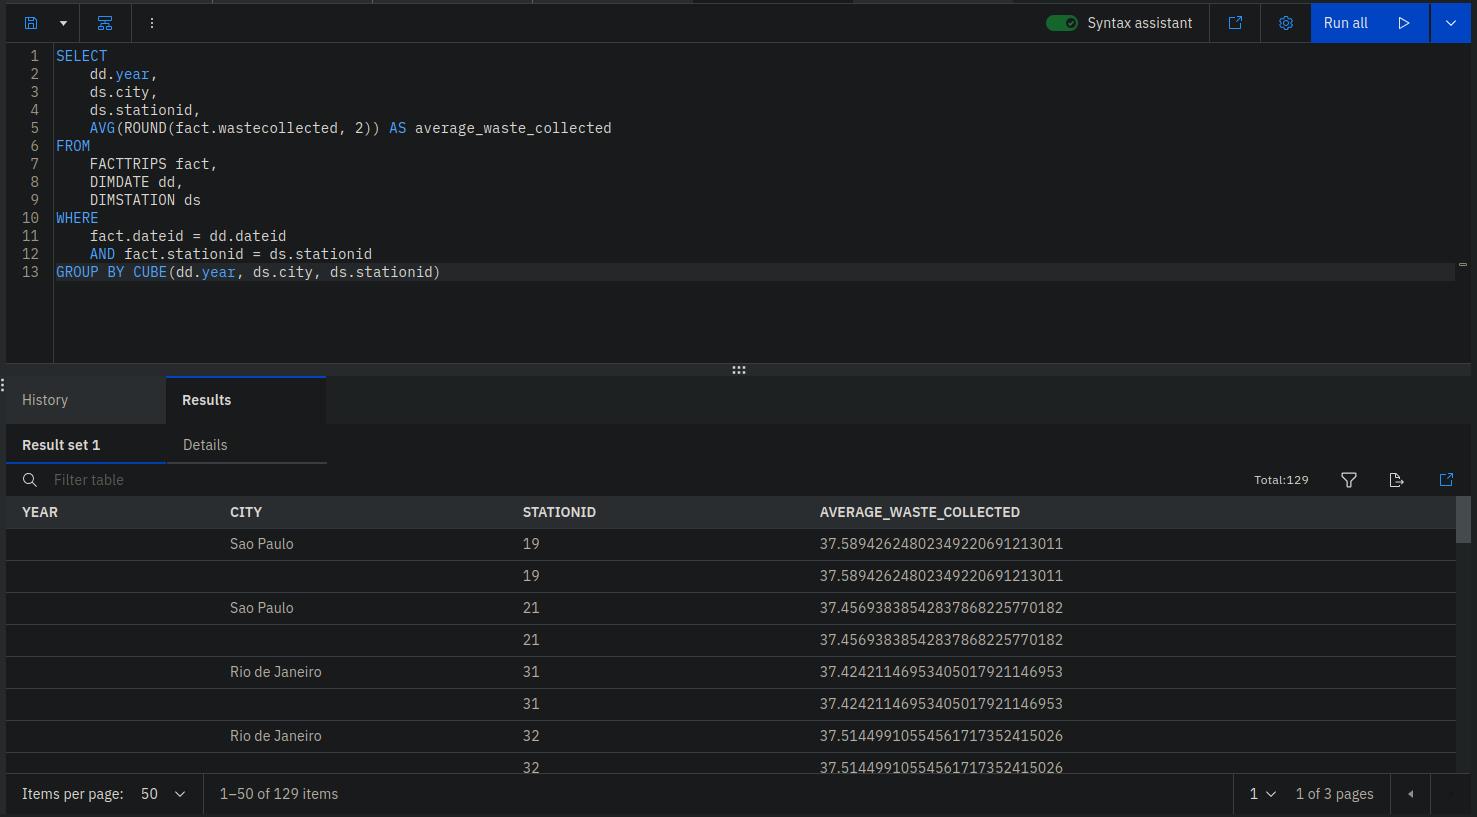 Syntax assistant Run all
1 SELECT
2 dd.year,
3 ds.city,
4 ds.stationid,
5 AVG(ROUND(fact.wastecollected, 2)) AS average_waste_collected
6 FROM
7 FACTTRIPS fact,
8 DIMDATE dd,
9 DIMSTATION ds
10 WHERE
11 fact.dateid = dd.dateid
12 AND fact.stationid = ds.stationid
13 GROUP BY CUBE(dd.year, ds.city, ds.stationid)
History Results
Result set 1 Details
Filter table Total:129
YEAR CITY STATIONID AVERAGE_WASTE_COLLECTED
Sao Paulo 19 37.589426248023492206912130​11
19 37.58942624802349220691213011
Sao Paulo 21 37.45693838542837868225770182
21 37.45693838542837868225770182
Rio de Janeiro 31 37.42421146953405017921146953
31 37.42421146953405017921146953
Rio de Janeiro 32 37.51449910554561717352415026
32 37.51449910554561717352415026
Items per page: 50 1–50 of 129 items 1 1 of 3 pages